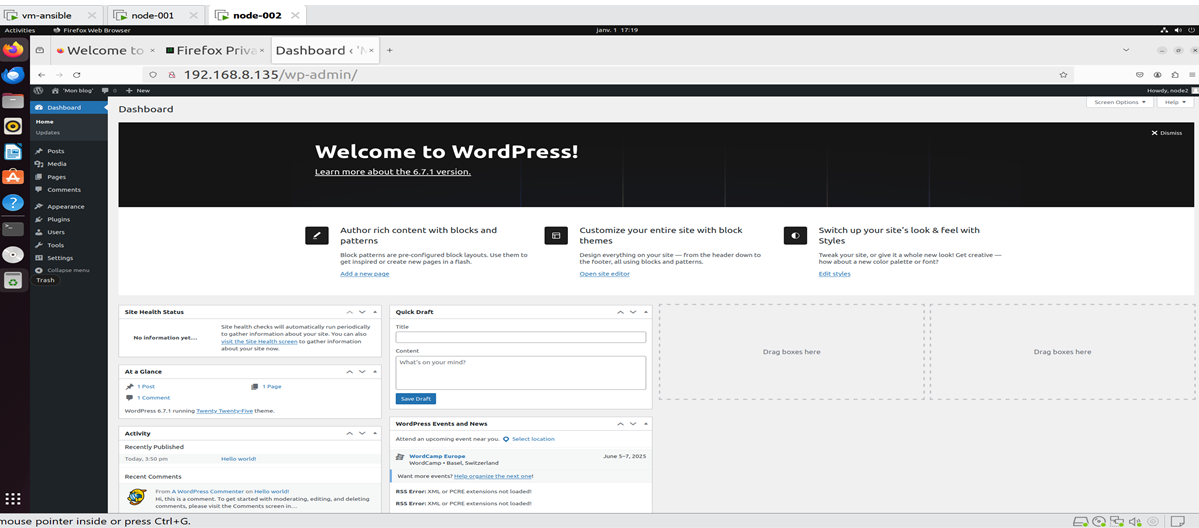 vm-ansible
node-001
node-002
Activities
Firefox Web Browser
janv. 1 17:19
Welcome to
Firefox Priva
Dashboard ‹ 'M
192.168.8.135/wp-admin/
'Mon blog'
0
New
Howdy, node2
Dashboard
Home
Updates
Posts
Media
Pages
Comments
Appearance
Plugins
Users
Tools
Settings
Collapse menu
Trash
Dashboard
Screen Options
Help
Dismiss
Welcome to WordPress!
Learn more about the 6.7.1 version.
Author rich content with blocks and
patterns
Block patterns are pre-configured block layouts. Use them to
get inspired or create new pages in a flash.
Add a new page
Customize your entire site with block
themes
Design everything on your site — from the header down to
the footer, all using blocks and patterns.
Open site editor
Switch up your site's look & feel with
Styles
Tweak your site, or give it a whole new look! Get creative —
how about a new color palette or font?
Edit styles
Site Health Status
No information yet...
Site health checks will automatically run periodically
to gather information about your site. You can also
visit the Site Health screen to gather information
about your site now.
At a Glance
1 Post
1 Page
1 Comment
WordPress 6.7.1 running Twenty Twenty-Five theme.
Activity
Recently Published
Today, 3:50 pm
Hello world!
Recent Comments
From A WordPress Commenter on Hello world!
Hi, this is a comment. To get started with moderating, editing, and deleting
comments, please visit the Comments screen in…
Quick Draft
Title
Content
What's on your mind?
Save Draft
WordPress Events and News
Attend an upcoming event near you.
Select location
WordCamp Europe
June 5–7, 2025
WordCamp • Basel, Switzerland
Want more events? Help organize the next one!
RSS Error: XML or PCRE extensions not loaded!
RSS Error: XML or PCRE extensions not loaded!
Drag boxes here
Drag boxes here
mouse pointer inside or press Ctrl+G.